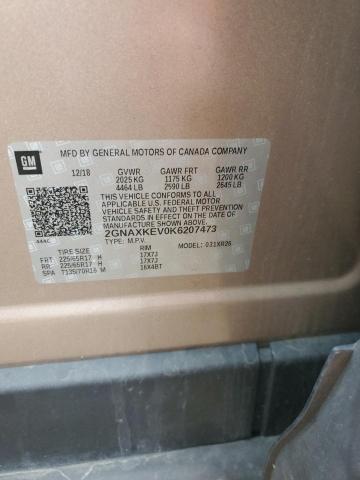 GM
MFD BY GENERAL MOTORS OF CANADA COMPANY
12/18 GVWR GAWR FRT GAWR RR
2025 KG 1175 KG 1200 KG
4464 LB 2590 LB 2645 LB
THIS VEHICLE CONFORMS TO ALL
APPLICABLE U.S. FEDERAL MOTOR
VEHICLE SAFETY AND THEFT PREVENTION
STANDARDS IN EFFECT ON THE DATE OF
MANUFACTURE SHOWN ABOVE.
2GNAXKEV0K6207473
TYPE: M.P.V. MODEL: 031XR26
TIRE SIZE RIM
FRT 225/65R17 H 17X7J
RR 225/65R17 H 17X7J
SPA T135/70R16 M 16X4BT